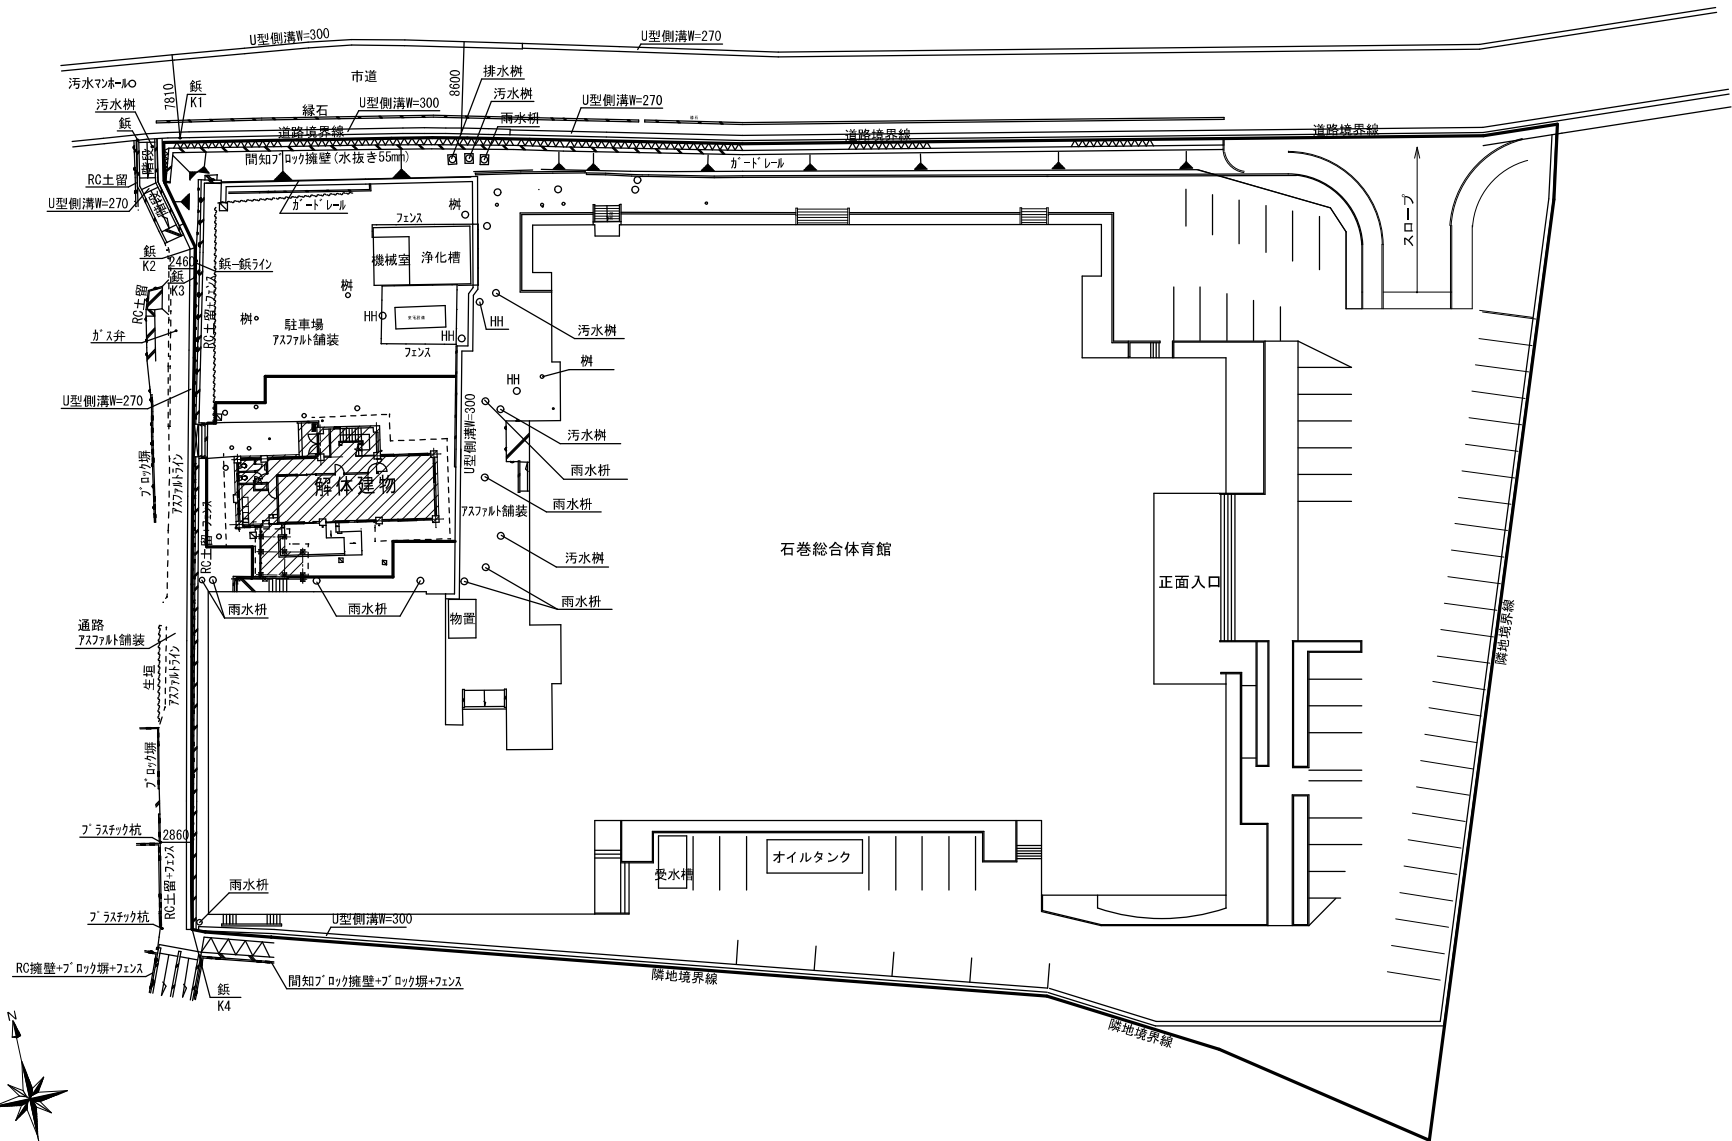 U型側溝W=300
U型側溝W=270
汚水ﾏﾝﾎｰﾙ
7810
市道
8600
排水桝
鋲
K1
汚水桝
汚水桝
U型側溝W=300
U型側溝W=270
縁石
鋲
雨水枡
道路境界線
道路境界線
道路境界線
階段
間知ﾌﾞﾛｯｸ擁壁(水抜き55mm)
ｶﾞｰﾄﾞﾚｰﾙ
RC土留
U型側溝W=270
階段
ｶﾞｰﾄﾞﾚｰﾙ
桝
ﾌｪﾝｽ
スロープ
鋲
K2
2460
鋲-鋲ﾗｲﾝ
機械室
浄化槽
鋲
K3
RC土留
RC土留+ﾌｪﾝｽ
桝
桝
駐車場
ｱｽﾌｧﾙﾄ舗装
HH
HH
HH
汚水桝
ｶﾞｽ弁
ﾌｪﾝｽ
桝
HH
U型側溝W=270
U型側溝W=300
汚水桝
雨水枡
ﾌﾞﾛｯｸ塀
ｱｽﾌｧﾙﾄﾗｲﾝ
解体建物
雨水枡
ｱｽﾌｧﾙﾄ舗装
RC土留+ﾌｪﾝｽ
石巻総合体育館
汚水桝
正面入口
雨水枡
雨水枡
雨水枡
物置
隣地境界線
通路
ｱｽﾌｧﾙﾄ舗装
生垣
ｱｽﾌｧﾙﾄﾗｲﾝ
ﾌﾞﾛｯｸ塀
ﾌﾟﾗｽﾁｯｸ杭
2860
RC土留+ﾌｪﾝｽ
オイルタンク
受水槽
雨水枡
ﾌﾟﾗｽﾁｯｸ杭
U型側溝W=300
RC擁壁+ﾌﾞﾛｯｸ塀+ﾌｪﾝｽ
間知ﾌﾞﾛｯｸ擁壁+ﾌﾞﾛｯｸ塀+ﾌｪﾝｽ
鋲
K4
隣地境界線
隣地境界線
N